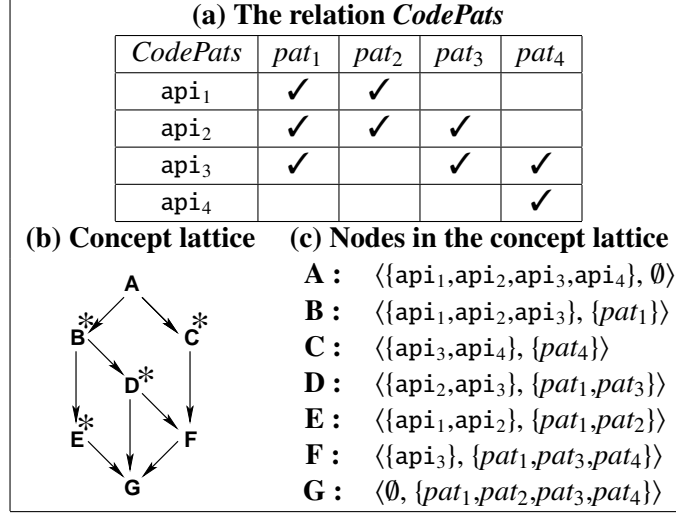 (a) The relation CodePats
CodePats pat₁ pat₂ pat₃ pat₄
api₁ ✓ ✓
api₂ ✓ ✓ ✓
api₃ ✓ ✓ ✓
api₄ ✓
(b) Concept lattice
A
B* C*
D*
E* F
G
(c) Nodes in the concept lattice
A : ⟨{api₁,api₂,api₃,api₄}, ∅⟩
B : ⟨{api₁,api₂,api₃}, {pat₁}⟩
C : ⟨{api₃,api₄}, {pat₄}⟩
D : ⟨{api₂,api₃}, {pat₁,pat₃}⟩
E : ⟨{api₁,api₂}, {pat₁,pat₂}⟩
F : ⟨{api₃}, {pat₁,pat₃,pat₄}⟩
G : ⟨∅, {pat₁,pat₂,pat₃,pat₄}⟩